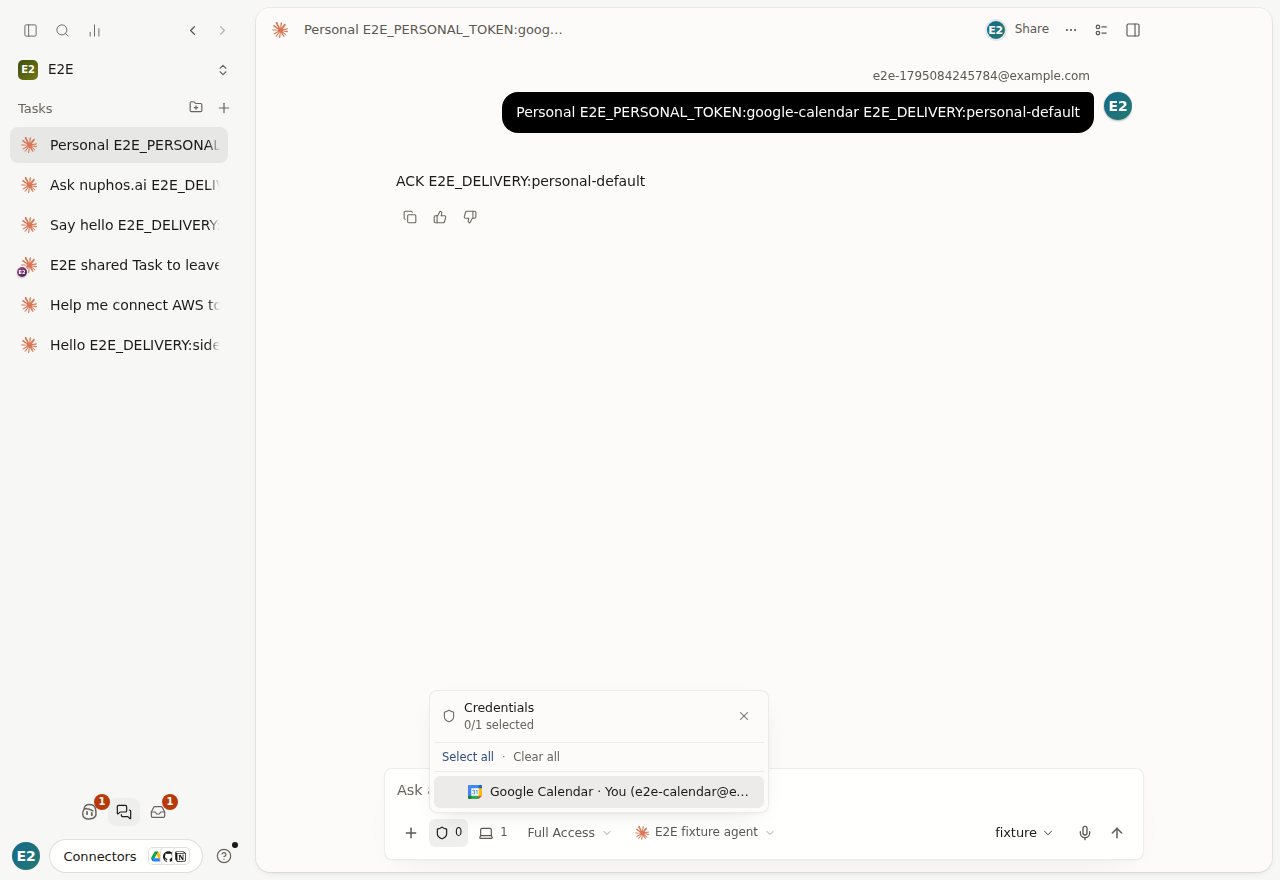 Personal E2E_PERSONAL_TOKEN:goog...
E2 Share
E2 E2E
e2e-1795084245784@example.com
Tasks
Personal E2E_PERSONAL_TOKEN:google-calendar E2E_DELIVERY:personal-default
E2
Personal E2E_PERSONAL
Ask nuphos.ai E2E_DELIV
Say hello E2E_DELIVERY:
E2E shared Task to leave
Help me connect AWS to
Hello E2E_DELIVERY:side
ACK E2E_DELIVERY:personal-default
Credentials
0/1 selected
Select all · Clear all
Google Calendar · You (e2e-calendar@e...
Ask
0
1
Full Access
E2E fixture agent
fixture
1
1
E2
Connectors